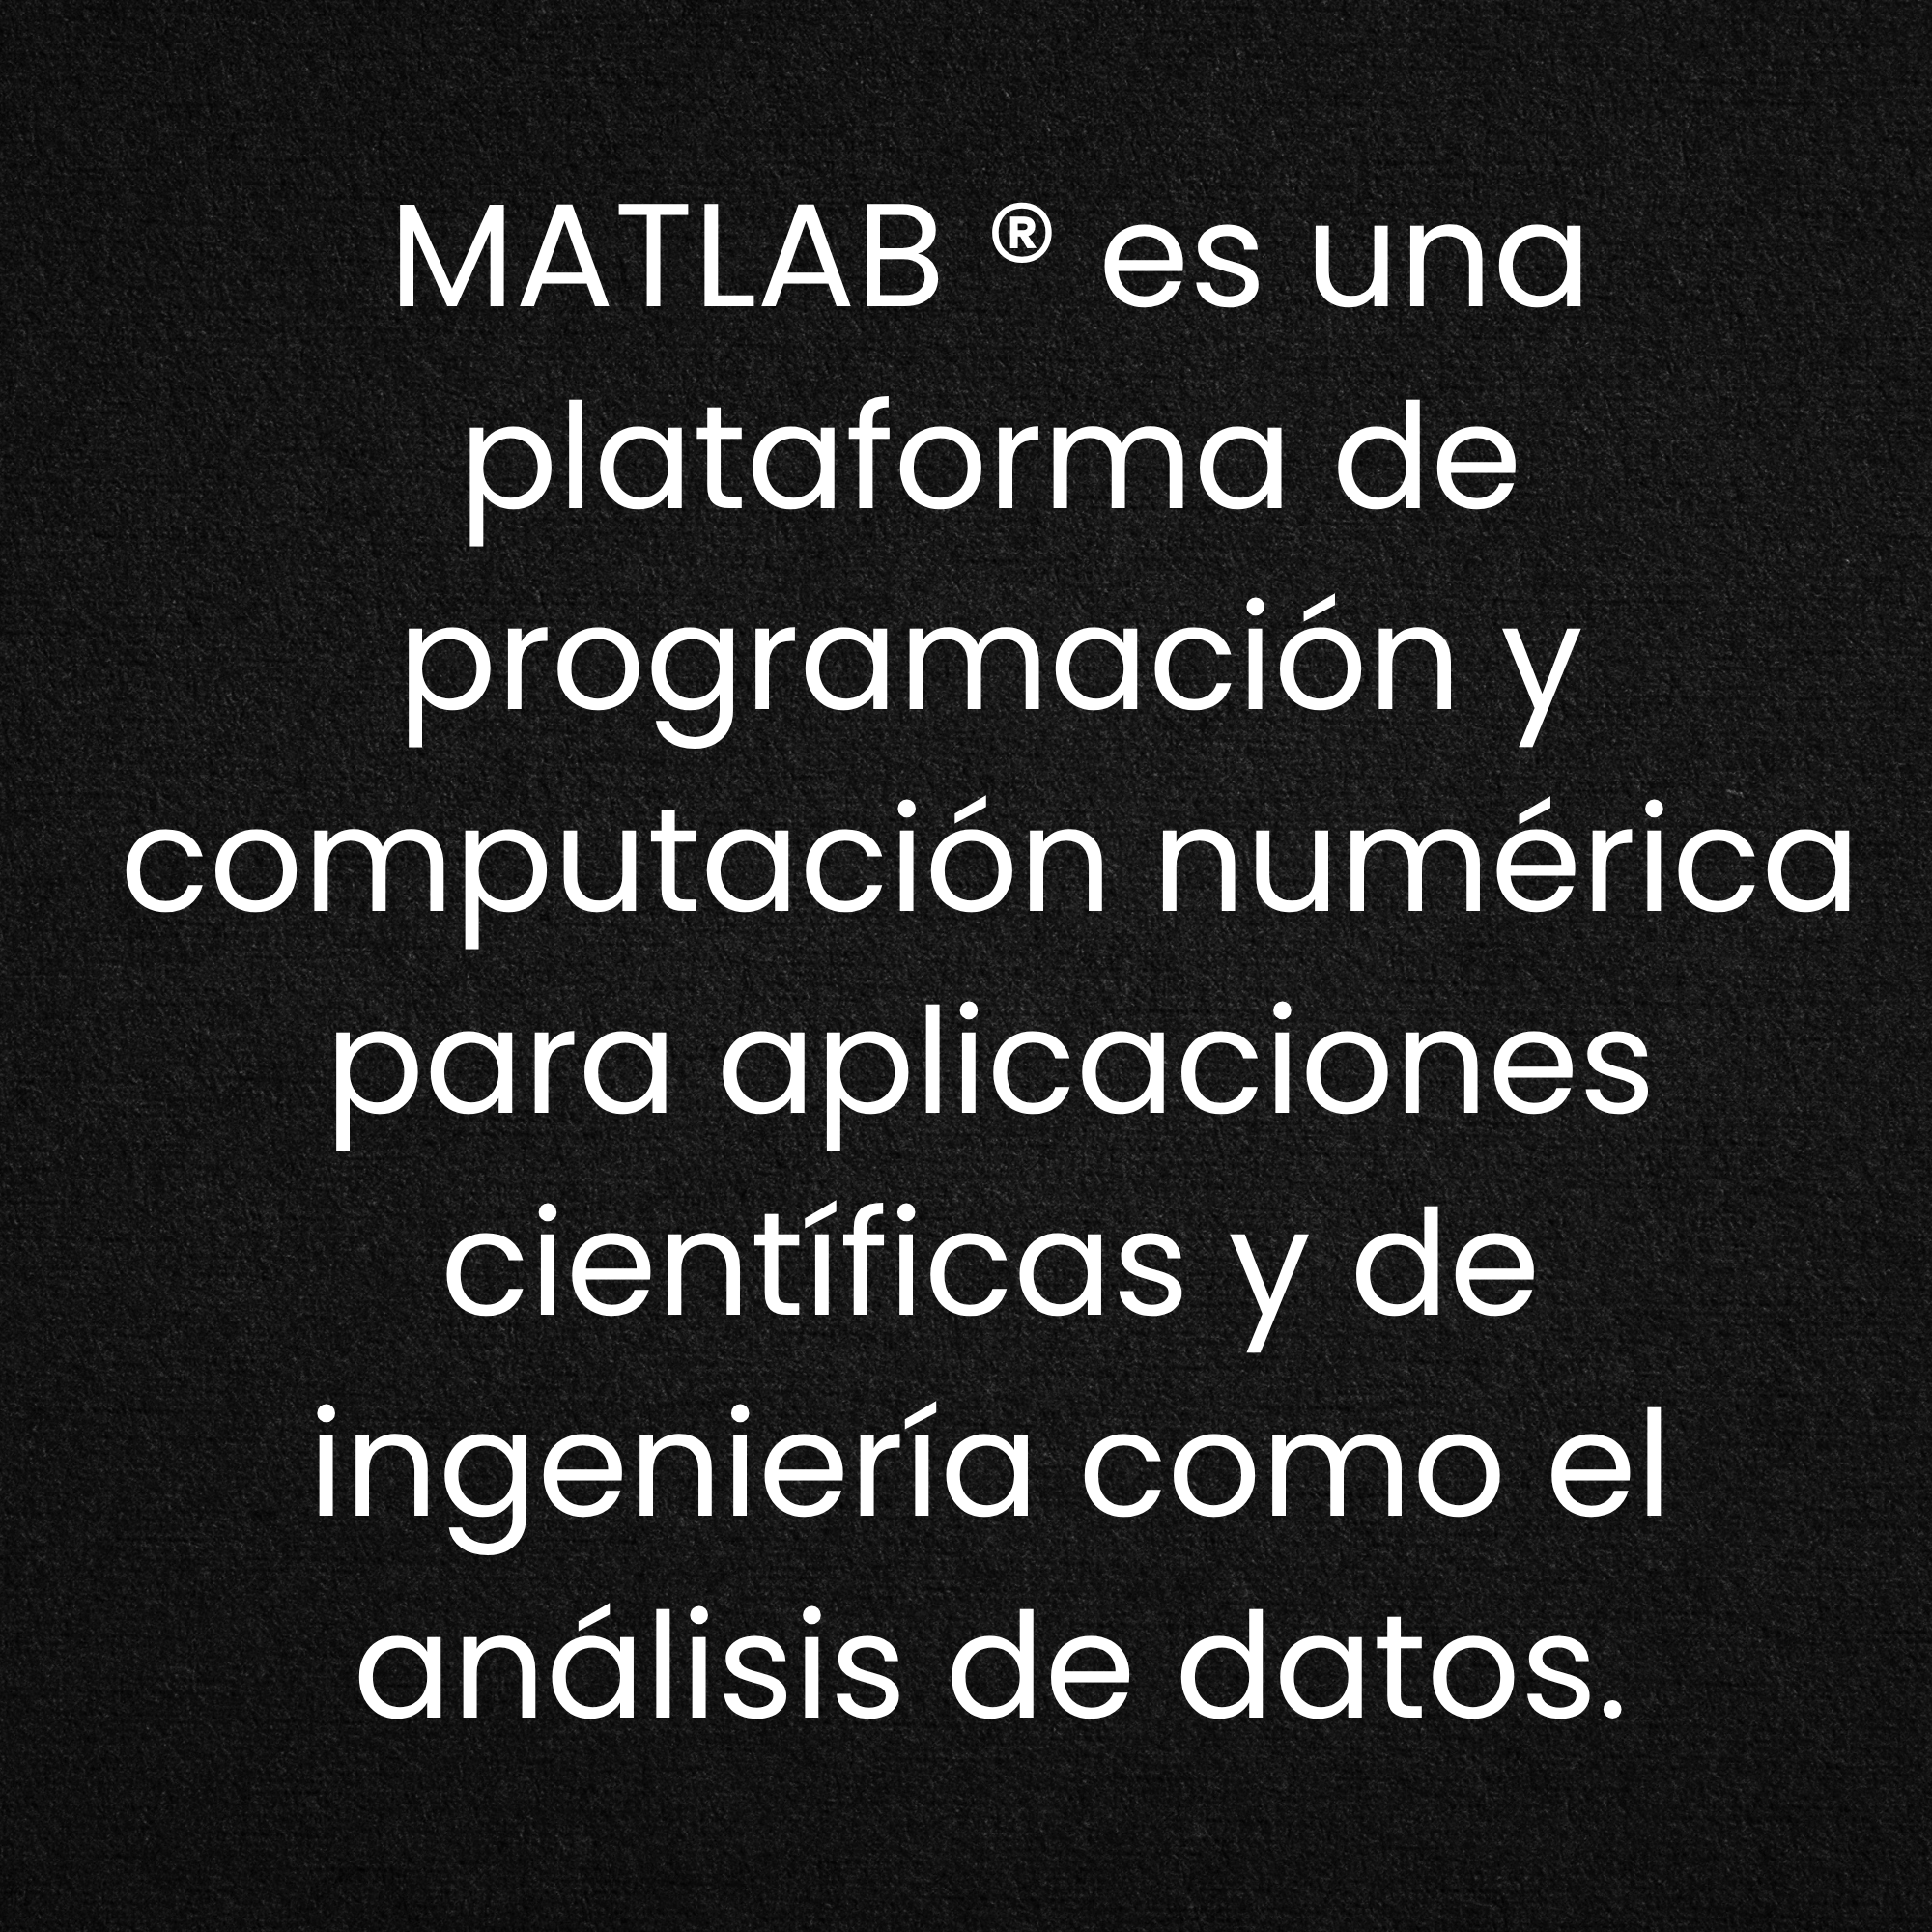 MATLAB ® es una
plataforma de
programación y
computación numérica
para aplicaciones
científicas y de
ingeniería como el
análisis de datos.